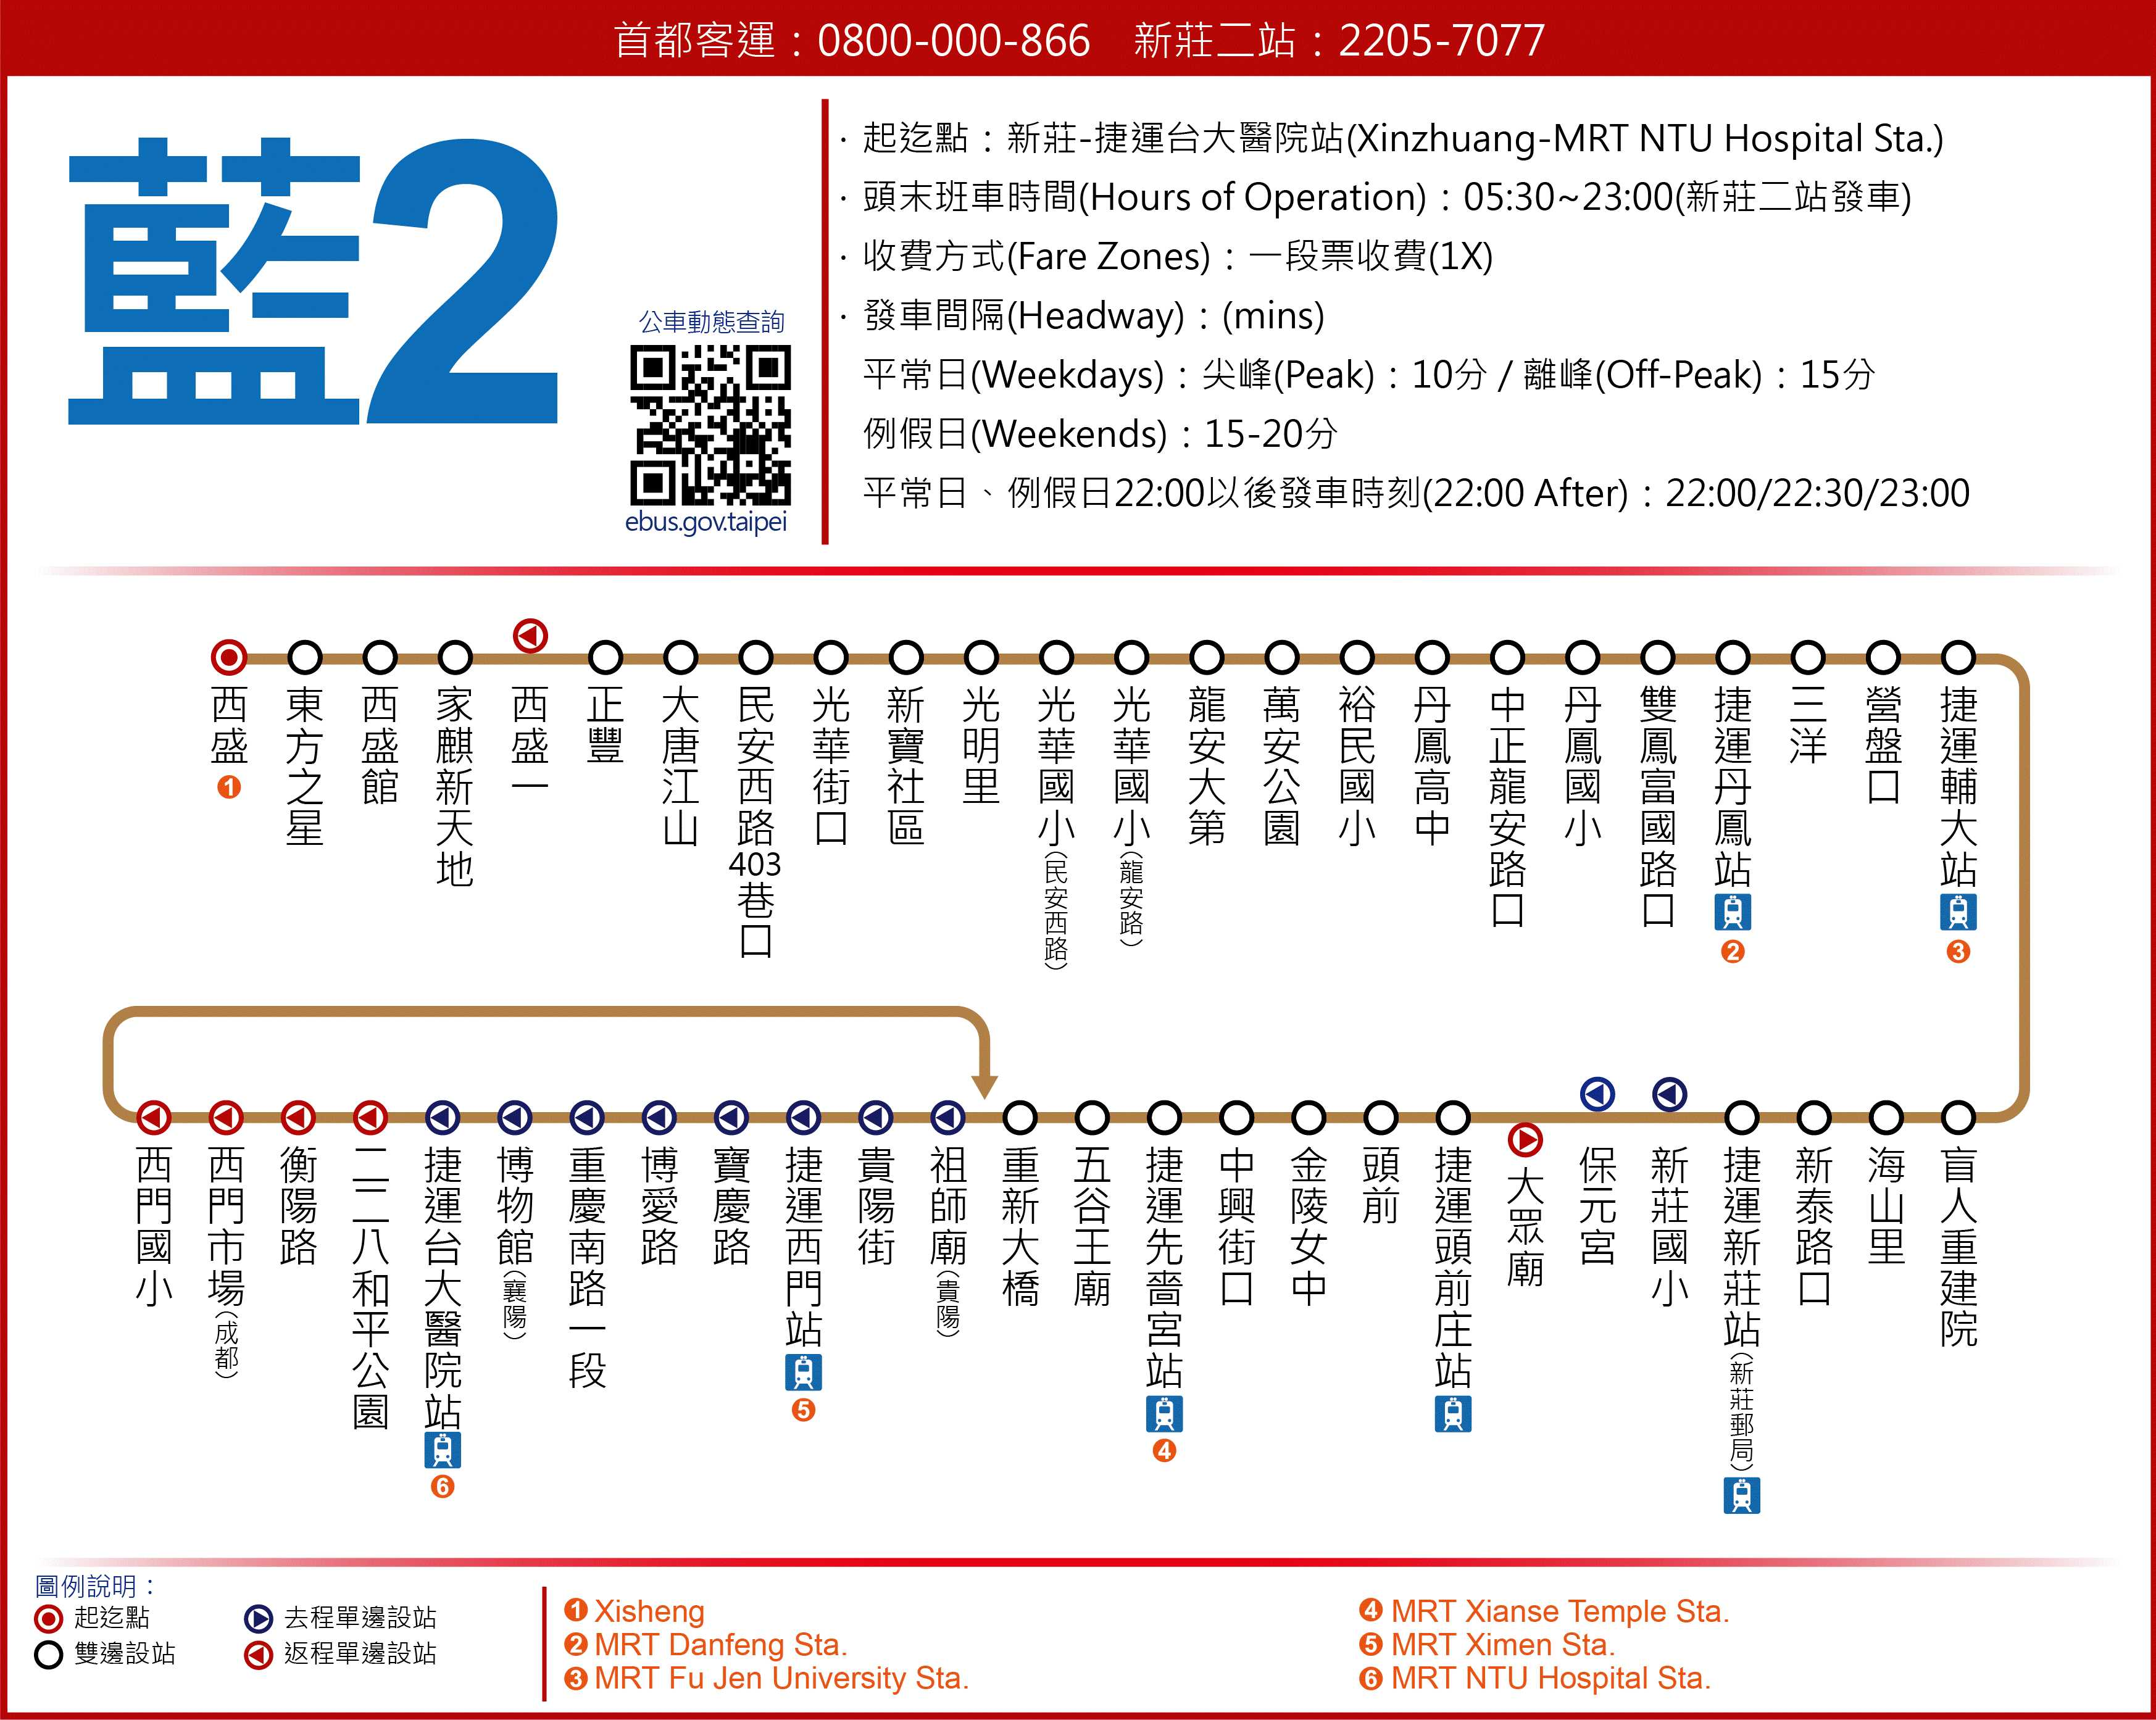 首都客運：0800-000-866　新莊二站：2205-7077
藍2
公車動態查詢
ebus.gov.taipei
· 起迄點：新莊-捷運台大醫院站(Xinzhuang-MRT NTU Hospital Sta.)
· 頭末班車時間(Hours of Operation)：05:30~23:00(新莊二站發車)
· 收費方式(Fare Zones)：一段票收費(1X)
· 發車間隔(Headway)：(mins)
平常日(Weekdays)：尖峰(Peak)：10分 / 離峰(Off-Peak)：15分
例假日(Weekends)：15-20分
平常日、例假日22:00以後發車時刻(22:00 After)：22:00/22:30/23:00
西盛 1
東方之星
西盛館
家麒新天地
西盛一
正豐
大唐江山
民安西路403巷口
光華街口
新寶社區
光明里
光華國小(民安西路)
光華國小(龍安路)
龍安大第
萬安公園
裕民國小
丹鳳高中
中正龍安路口
丹鳳國小
雙鳳富國路口
捷運丹鳳站 2
三洋
營盤口
捷運輔大站 3
西門國小
西門市場(成都)
衡陽路
二二八和平公園
捷運台大醫院站 6
博物館(襄陽)
重慶南路一段
博愛路
寶慶路
捷運西門站 5
貴陽街
祖師廟(貴陽)
重新大橋
五谷王廟
捷運先嗇宮站 4
中興街口
金陵女中
頭前
捷運頭前庄站
大眾廟
保元宮
新莊國小
捷運新莊站(新莊郵局)
新泰路口
海山里
盲人重建院
圖例說明：
起迄點
去程單邊設站
雙邊設站
返程單邊設站
1 Xisheng
2 MRT Danfeng Sta.
3 MRT Fu Jen University Sta.
4 MRT Xianse Temple Sta.
5 MRT Ximen Sta.
6 MRT NTU Hospital Sta.